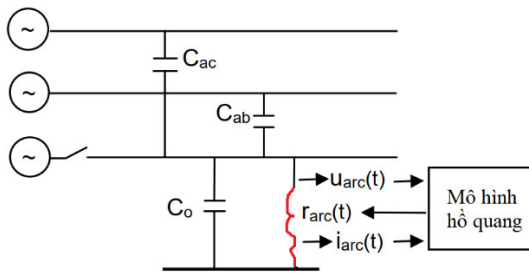 ~
Cac
~
Cab
~
uarc(t)
Co
rarc(t)
Mô hình
hồ quang
iarc(t)